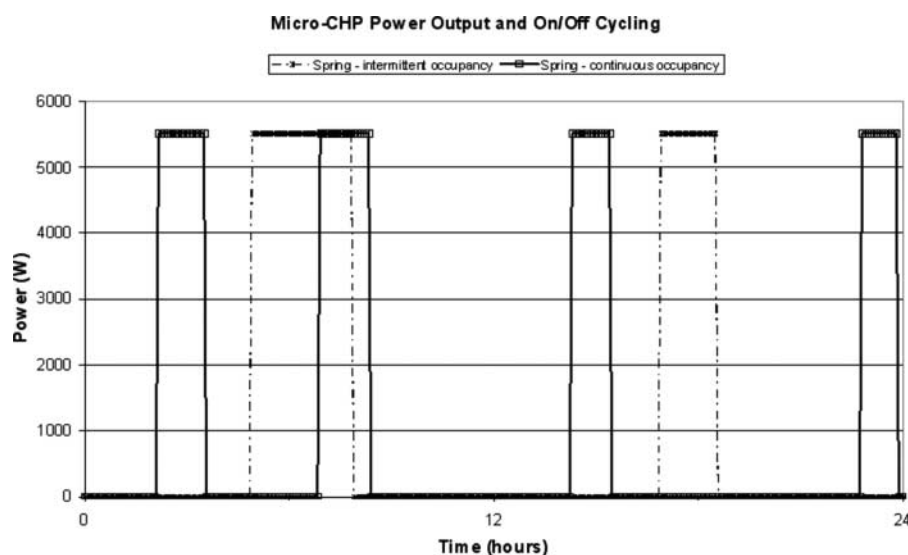 Micro-CHP Power Output and On/Off Cycling
Spring - intermittent occupancy
Spring - continuous occupancy
6000
5000
4000
3000
2000
1000
0
Power (W)
0
12
24
Time (hours)